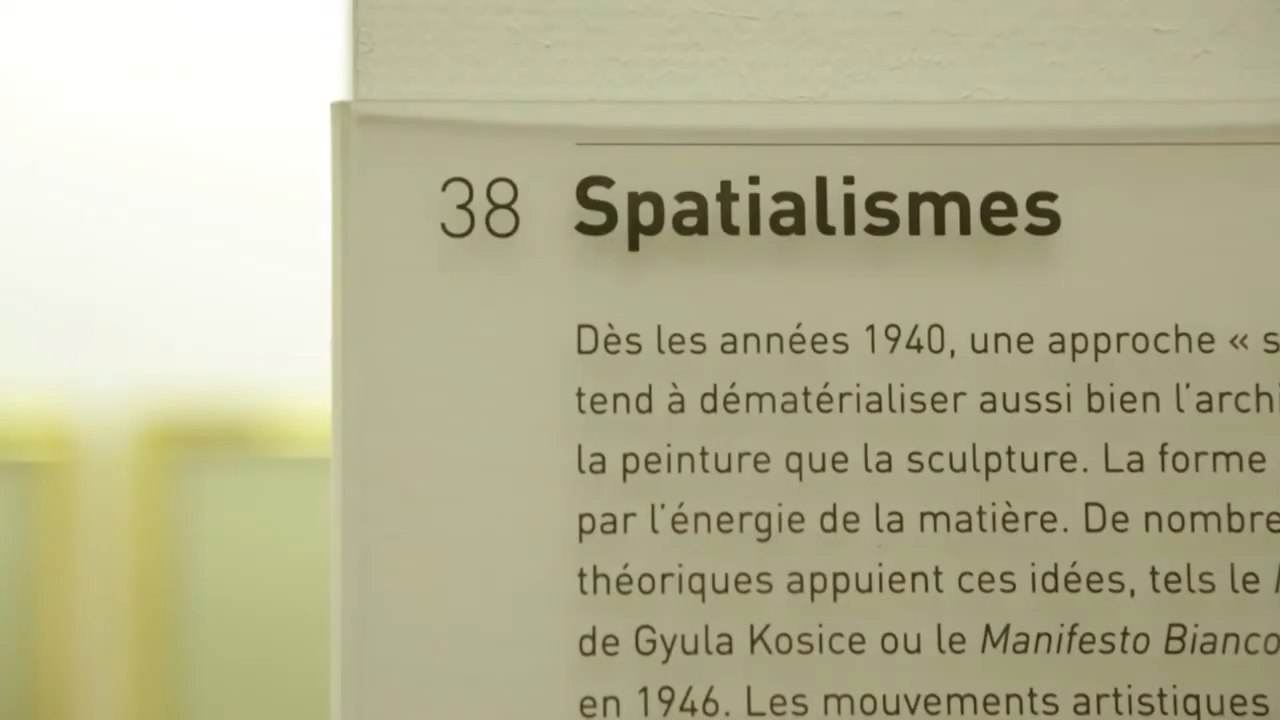 38 Spatialismes
Dès les années 1940, une approche «
tend à dématérialiser aussi bien l’
la peinture que la sculpture. La forme
par l’énergie de la matière. De
théoriques appuient ces idées, tels le
de Gyula Kosice ou le Manifesto Bianco
en 1946. Les mouvements artistiques